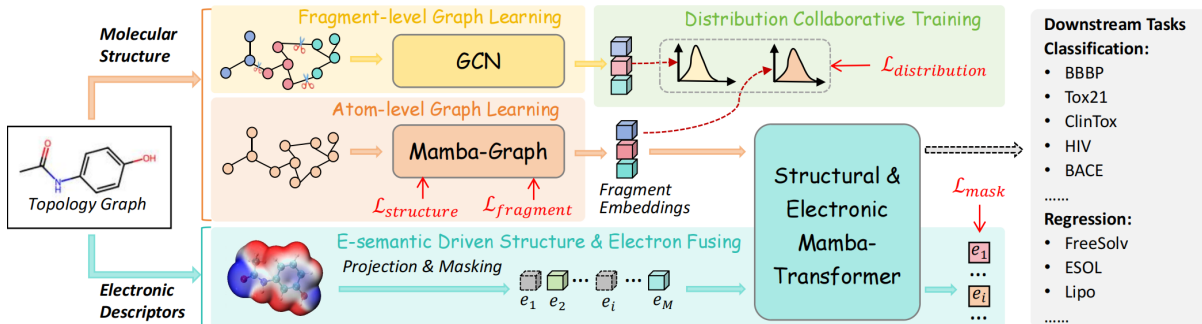 Molecular
Structure
Fragment-level Graph Learning
GCN
Distribution Collaborative Training
ℒdistribution
Atom-level Graph Learning
Mamba-Graph
ℒstructure
ℒfragment
Fragment
Embeddings
O
OH
N
H
Topology Graph
Electronic
Descriptors
E-semantic Driven Structure & Electron Fusing
Projection & Masking
e1 e2 ... ei ... eM
Structural &
Electronic
Mamba-
Transformer
ℒmask
e1
...
ei
...
Downstream Tasks
Classification:
• BBBP
• Tox21
• ClinTox
• HIV
• BACE
......
Regression:
• FreeSolv
• ESOL
• Lipo
......